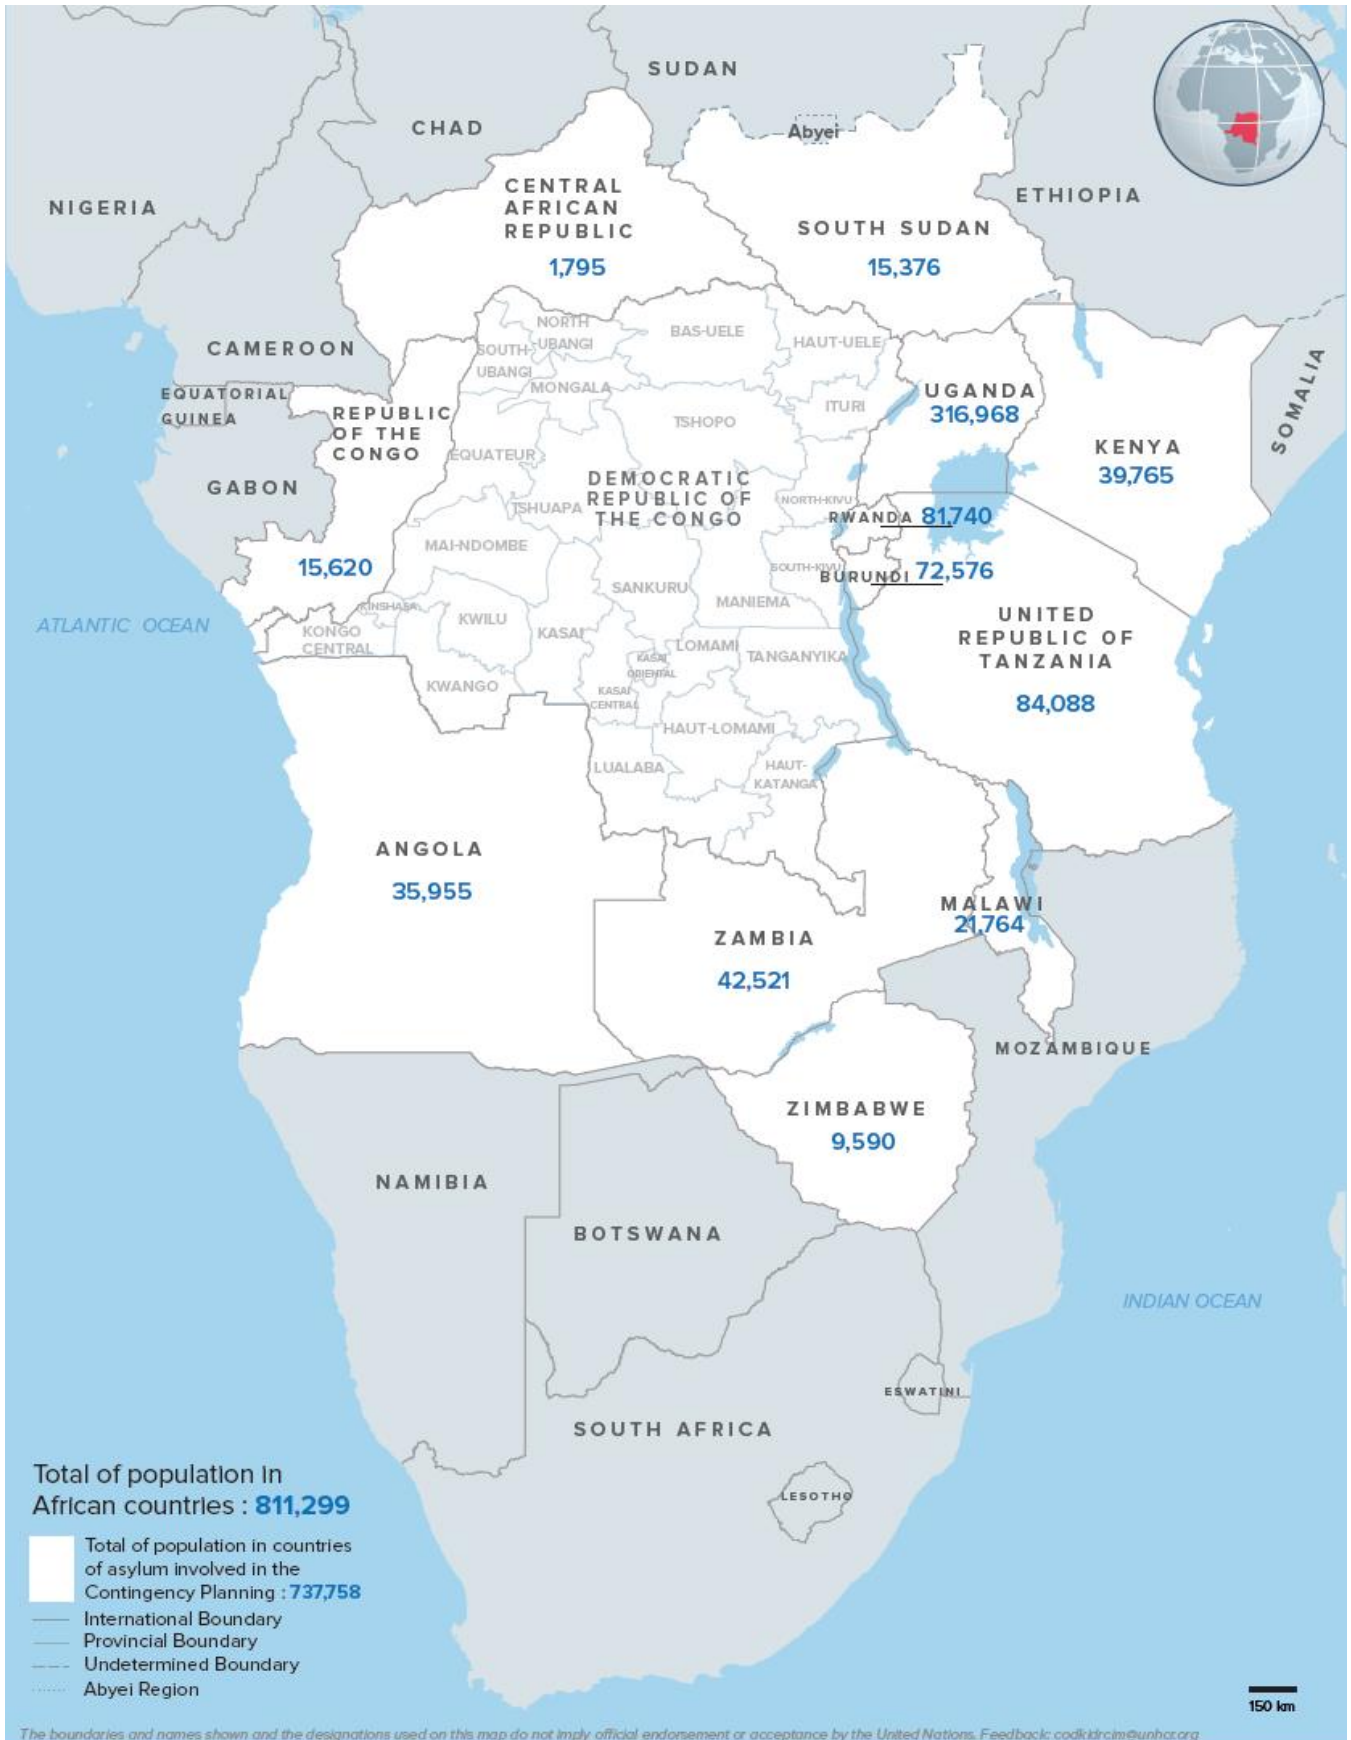 SUDAN
CHAD
Abyei
NIGERIA
CENTRAL
AFRICAN
REPUBLIC
1,795
SOUTH SUDAN
15,376
ETHIOPIA
CAMEROON
EQUATORIAL
GUINEA
GABON
REPUBLIC
OF THE
CONGO
15,620
NORTH
-UBANGI
SOUTH-
UBANGI
MONGALA
BAS-UELE
HAUT-UELE
ITURI
TSHOPO
EQUATEUR
TSHUAPA
DEMOCRATIC
REPUBLIC OF
THE CONGO
NORTH-KIVU
SOUTH-KIVU
MAI-NDOMBE
SANKURU
MANIEMA
KINSHASA
KONGO
CENTRAL
KWILU
KASAI
KWANGO
KASAI
ORIENTAL
KASAI
CENTRAL
LOMAMI
TANGANYIKA
HAUT-LOMAMI
LUALABA
HAUT-
KATANGA
UGANDA
316,968
KENYA
39,765
SOMALIA
RWANDA 81,740
BURUNDI 72,576
UNITED
REPUBLIC OF
TANZANIA
84,088
ATLANTIC OCEAN
ANGOLA
35,955
ZAMBIA
42,521
MALAWI
21,764
MOZAMBIQUE
ZIMBABWE
9,590
NAMIBIA
BOTSWANA
INDIAN OCEAN
ESWATINI
SOUTH AFRICA
LESOTHO
Total of population in
African countries : 811,299
Total of population in countries
of asylum involved in the
Contingency Planning : 737,758
International Boundary
Provincial Boundary
Undetermined Boundary
Abyei Region
150 km
The boundaries and names shown and the designations used on this map do not imply official endorsement or acceptance by the United Nations. Feedback: codkidrcim@unhcr.org